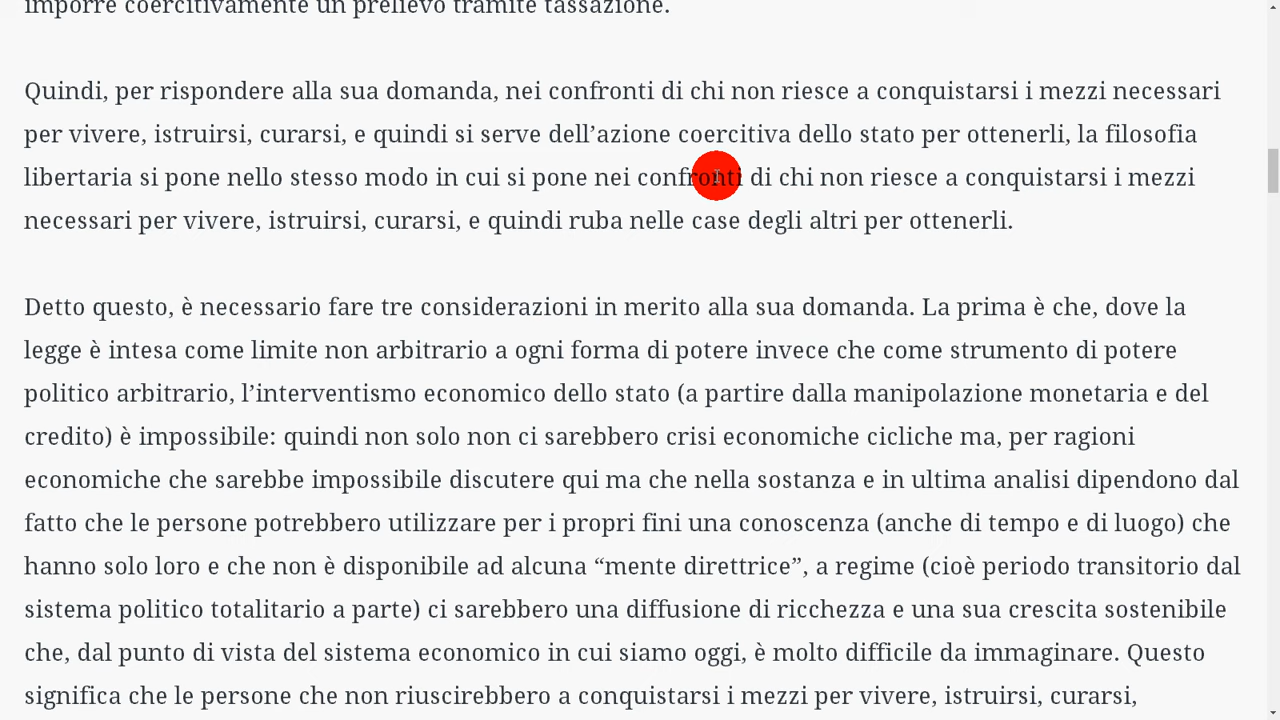 imporre coercitivamente un prelievo tramite tassazione.
Quindi, per rispondere alla sua domanda, nei confronti di chi non riesce a conquistarsi i mezzi necessari
per vivere, istruirsi, curarsi, e quindi si serve dell’azione coercitiva dello stato per ottenerli, la filosofia
libertaria si pone nello stesso modo in cui si pone nei confronti di chi non riesce a conquistarsi i mezzi
necessari per vivere, istruirsi, curarsi, e quindi ruba nelle case degli altri per ottenerli.
Detto questo, è necessario fare tre considerazioni in merito alla sua domanda. La prima è che, dove la
legge è intesa come limite non arbitrario a ogni forma di potere invece che come strumento di potere
politico arbitrario, l’interventismo economico dello stato (a partire dalla manipolazione monetaria e del
credito) è impossibile: quindi non solo non ci sarebbero crisi economiche cicliche ma, per ragioni
economiche che sarebbe impossibile discutere qui ma che nella sostanza e in ultima analisi dipendono dal
fatto che le persone potrebbero utilizzare per i propri fini una conoscenza (anche di tempo e di luogo) che
hanno solo loro e che non è disponibile ad alcuna “mente direttrice”, a regime (cioè periodo transitorio dal
sistema politico totalitario a parte) ci sarebbero una diffusione di ricchezza e una sua crescita sostenibile
che, dal punto di vista del sistema economico in cui siamo oggi, è molto difficile da immaginare. Questo
significa che le persone che non riuscirebbero a conquistarsi i mezzi per vivere, istruirsi, curarsi,